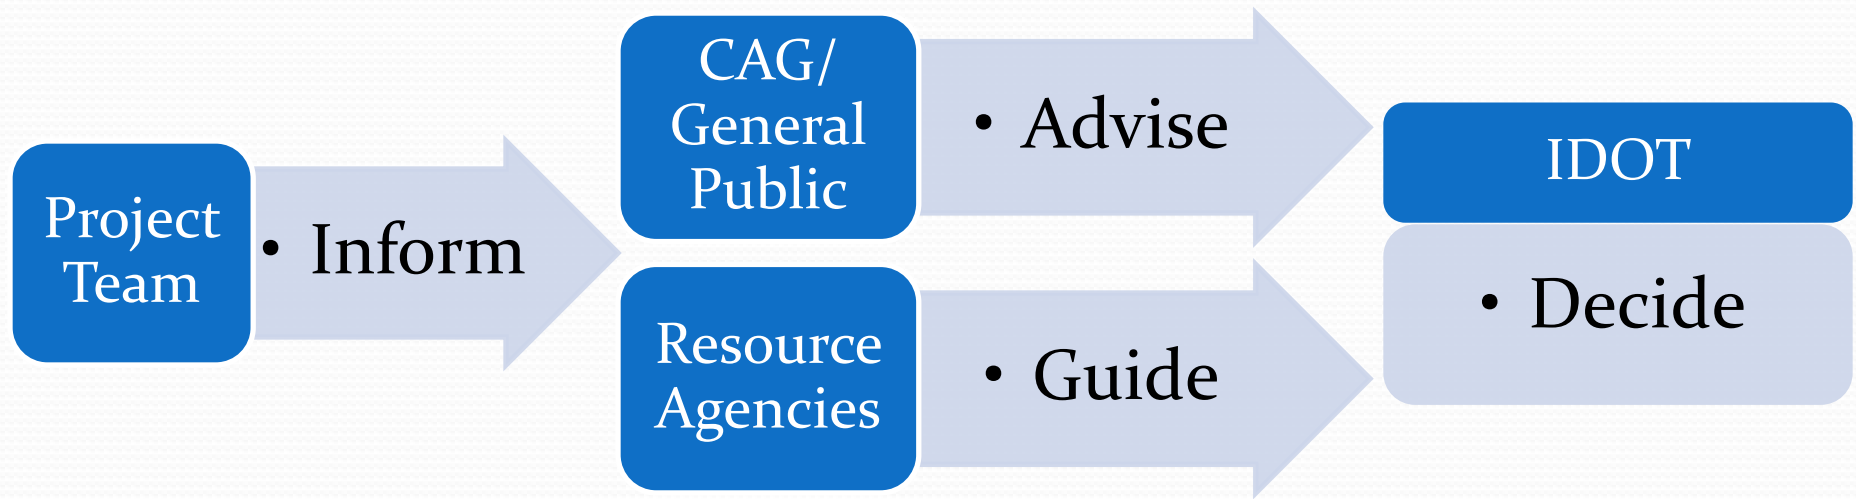 Project
Team
• Inform
CAG/
General
Public
• Advise
Resource
Agencies
• Guide
IDOT
• Decide